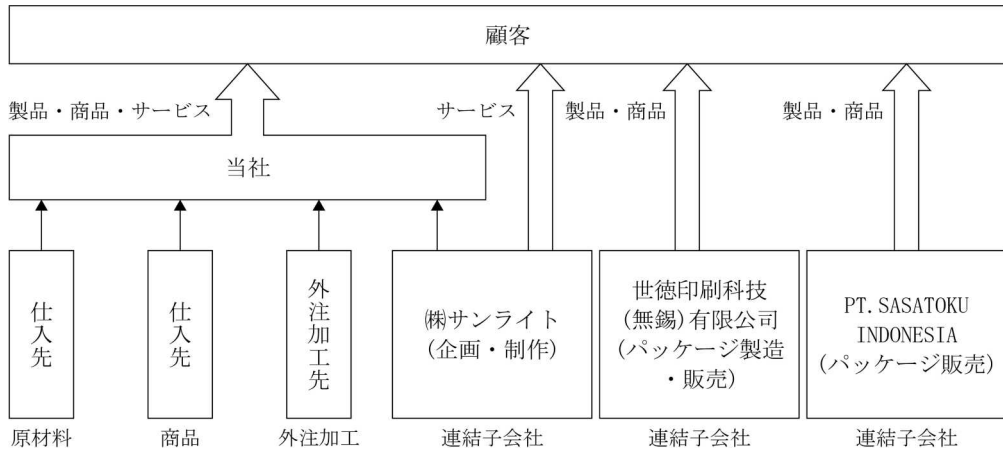 顧客
製品・商品・サービス
サービス
製品・商品
製品・商品
当社
仕入先
仕入先
外注加工先
㈱サンライト
(企画・制作)
世徳印刷科技
(無錫)有限公司
(パッケージ製造
・販売)
PT.SASATOKU
INDONESIA
(パッケージ販売)
原材料
商品
外注加工
連結子会社
連結子会社
連結子会社